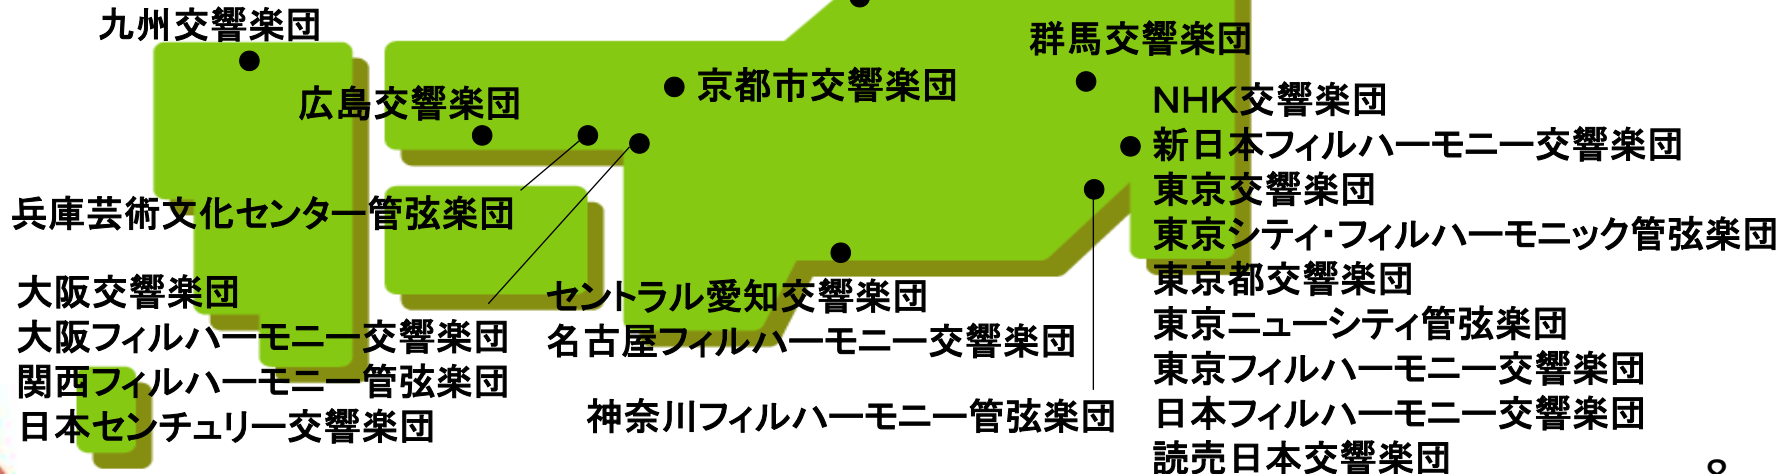 九州交響楽団
広島交響楽団
兵庫芸術文化センター管弦楽団
大阪交響楽団
大阪フィルハーモニー交響楽団
関西フィルハーモニー管弦楽団
日本センチュリー交響楽団
京都市交響楽団
セントラル愛知交響楽団
名古屋フィルハーモニー交響楽団
神奈川フィルハーモニー管弦楽団
群馬交響楽団
NHK交響楽団
新日本フィルハーモニー交響楽団
東京交響楽団
東京シティ・フィルハーモニック管弦楽団
東京都交響楽団
東京ニューシティ管弦楽団
東京フィルハーモニー交響楽団
日本フィルハーモニー交響楽団
読売日本交響楽団